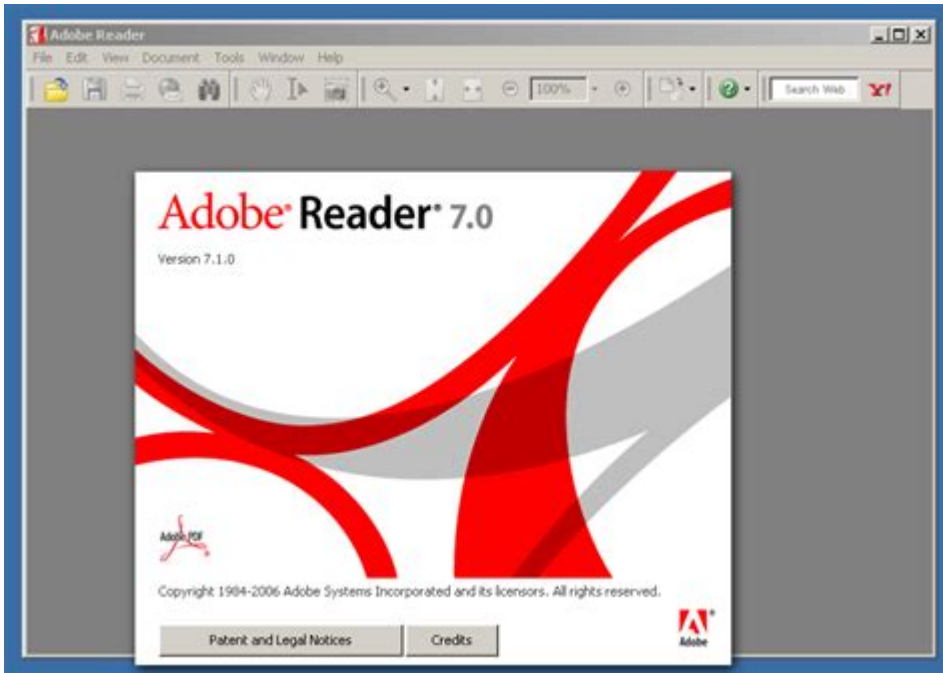 Adobe Reader
File Edit View Document Tools Window Help
100%
Search Web Y!
Adobe® Reader® 7.0
Version 7.1.0
Adobe PDF
Copyright 1984-2006 Adobe Systems Incorporated and its licensors. All rights reserved.
Patent and Legal Notices Credits
Adobe®